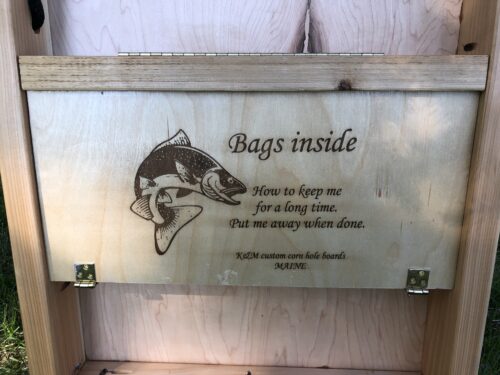 Bags inside
How to keep me
for a long time.
Put me away when done.
K&M custom corn hole boards
MAINE